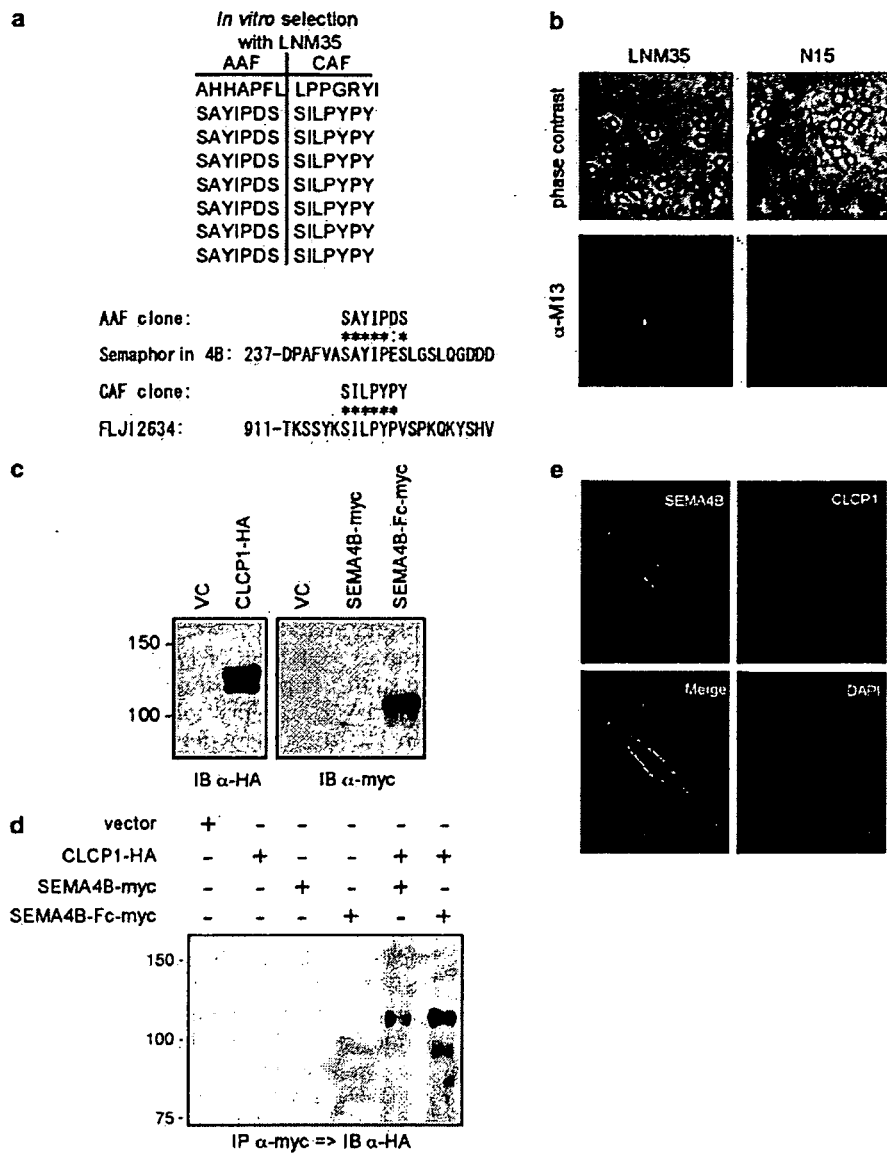 a
In vitro selection
with LNM35
AAF CAF
AHHAPFL LPPGRYI
SAYIPDS SILPYPY
SAYIPDS SILPYPY
SAYIPDS SILPYPY
SAYIPDS SILPYPY
SAYIPDS SILPYPY
SAYIPDS SILPYPY
SAYIPDS SILPYPY
AAF clone: SAYIPDS
*****:*
Semaphorin 4B: 237-DPAFVASAYIPESLGSLQGDDD
CAF clone: SILPYPY
******
FLJ12634: 911-TKSSYKSILPYPVSPKQKYSHV
b
LNM35 N15
phase contrast
α-M13
c
VC CLCP1-HA VC SEMA4B-myc SEMA4B-Fc-myc
150 -
100 -
IB α-HA IB α-myc
d
vector + - - - - -
CLCP1-HA - + - - + +
SEMA4B-myc - - + - + -
SEMA4B-Fc-myc - - - + - +
150 -
100 -
75 -
IP α-myc => IB α-HA
e
SEMA4B CLCP1
Merge DAPI